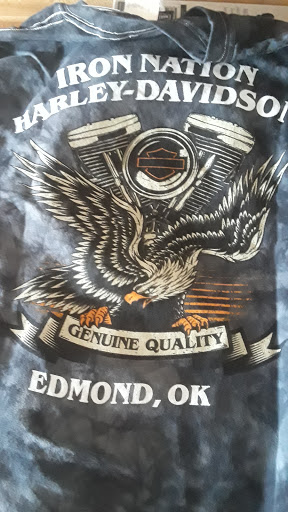 IRON NATION
HARLEY-DAVIDSON
GENUINE QUALITY
EDMOND, OK